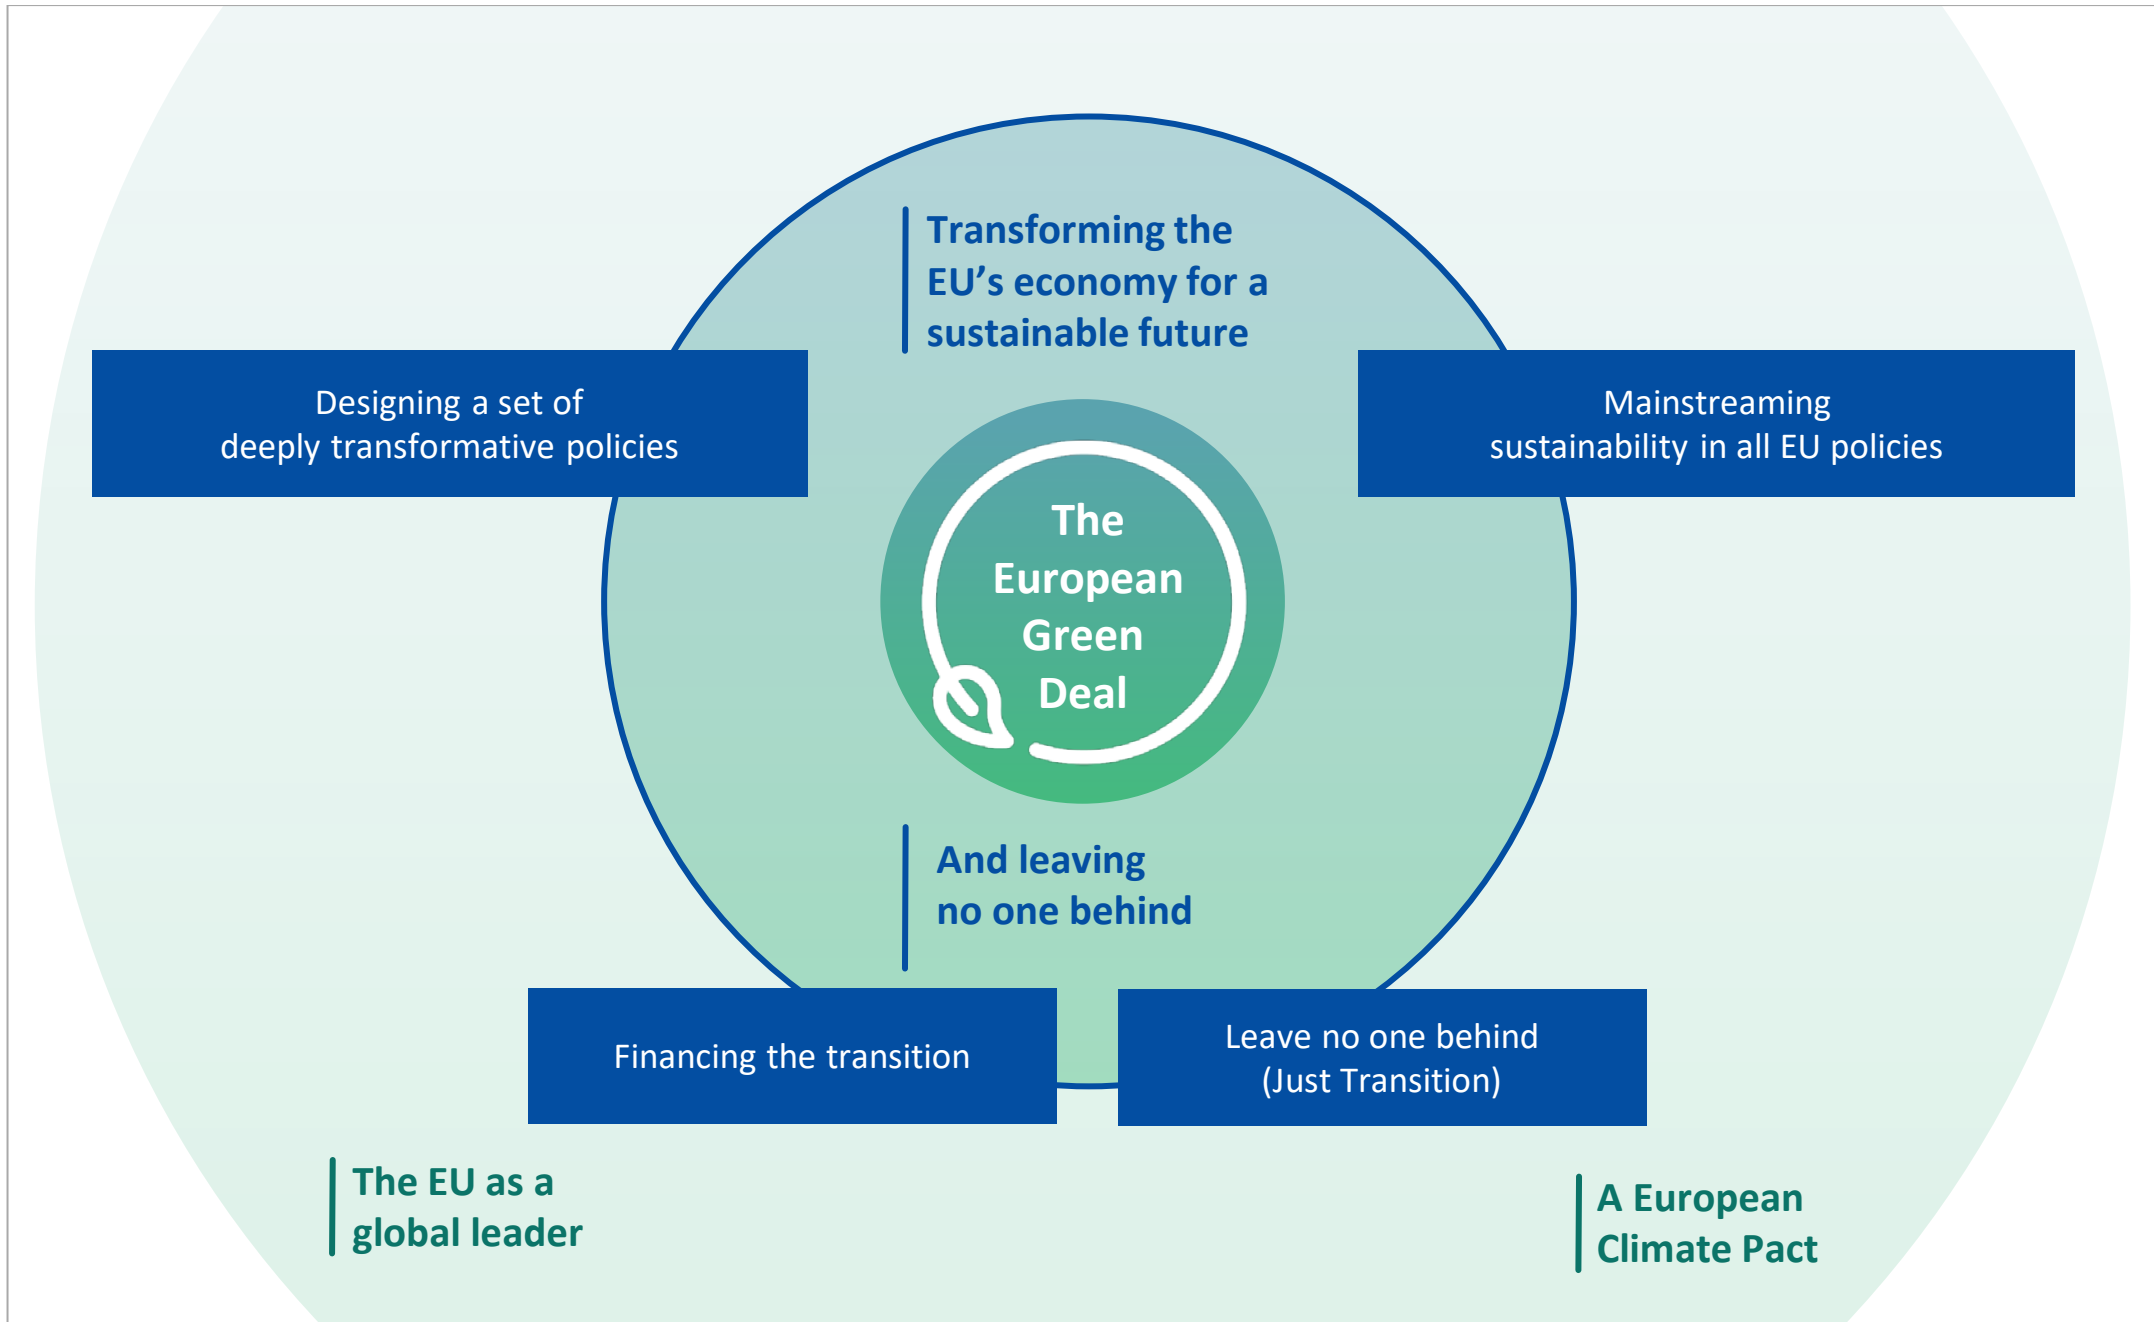 Transforming the
EU’s economy for a
sustainable future
Designing a set of
deeply transformative policies
Mainstreaming
sustainability in all EU policies
The
European
Green
Deal
And leaving
no one behind
Financing the transition
Leave no one behind
(Just Transition)
The EU as a
global leader
A European
Climate Pact